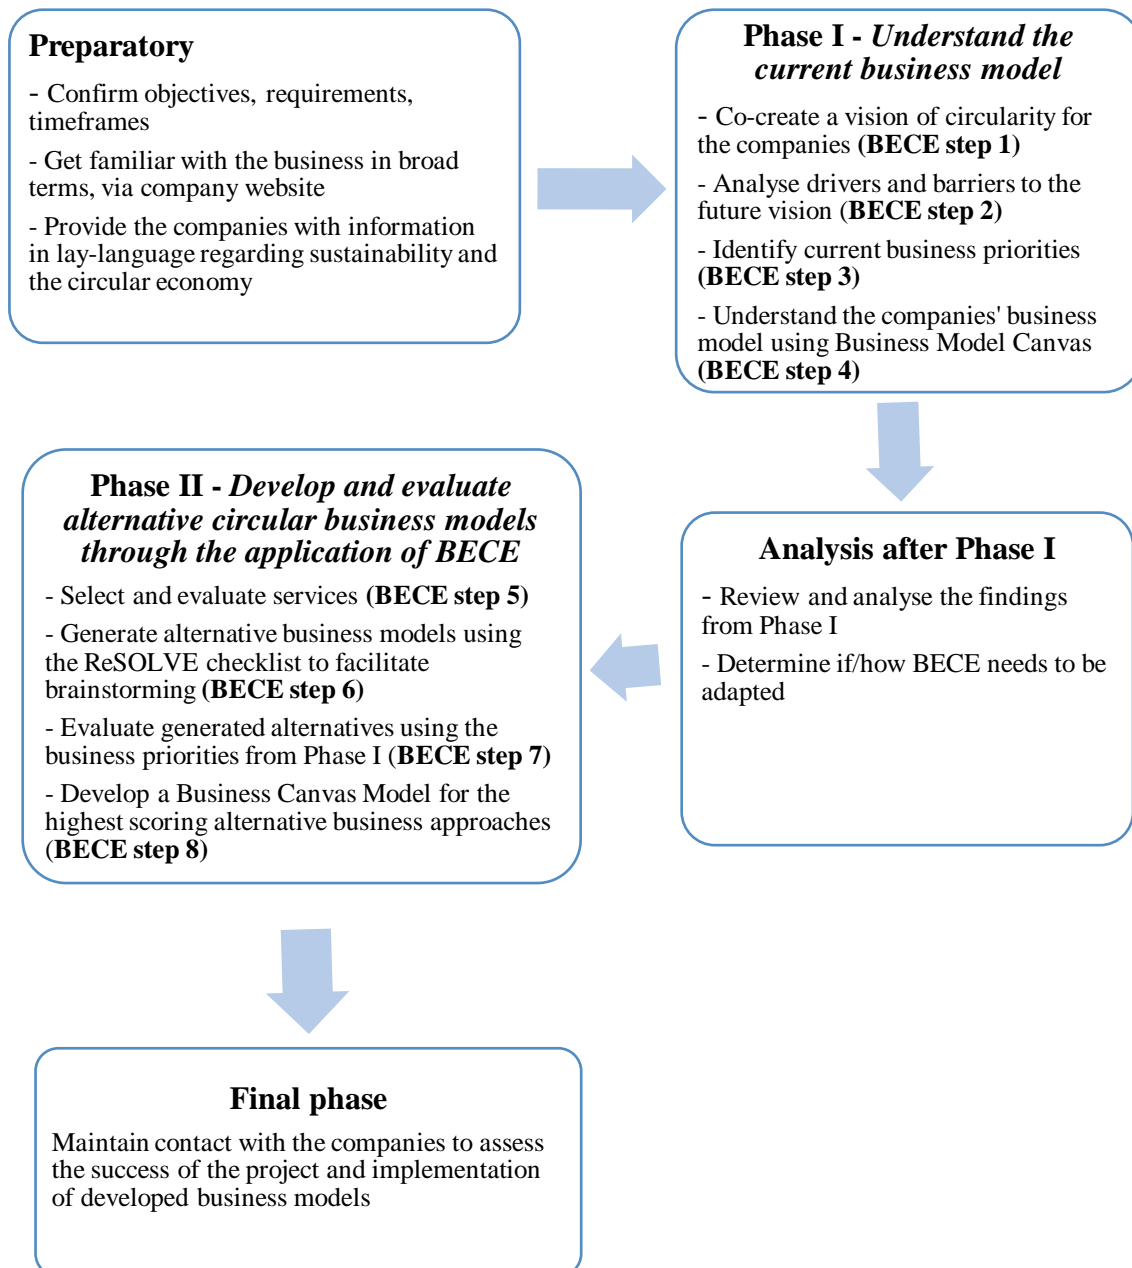 Preparatory
- Confirm objectives, requirements,
timeframes
- Get familiar with the business in broad
terms, via company website
- Provide the companies with information
in lay-language regarding sustainability and
the circular economy
Phase I - Understand the
current business model
- Co-create a vision of circularity for
the companies (BECE step 1)
- Analyse drivers and barriers to the
future vision (BECE step 2)
- Identify current business priorities
(BECE step 3)
- Understand the companies' business
model using Business Model Canvas
(BECE step 4)
Analysis after Phase I
- Review and analyse the findings
from Phase I
- Determine if/how BECE needs to be
adapted
Phase II - Develop and evaluate
alternative circular business models
through the application of BECE
- Select and evaluate services (BECE step 5)
- Generate alternative business models using
the ReSOLVE checklist to facilitate
brainstorming (BECE step 6)
- Evaluate generated alternatives using the
business priorities from Phase I (BECE step 7)
- Develop a Business Canvas Model for the
highest scoring alternative business approaches
(BECE step 8)
Final phase
Maintain contact with the companies to assess
the success of the project and implementation
of developed business models